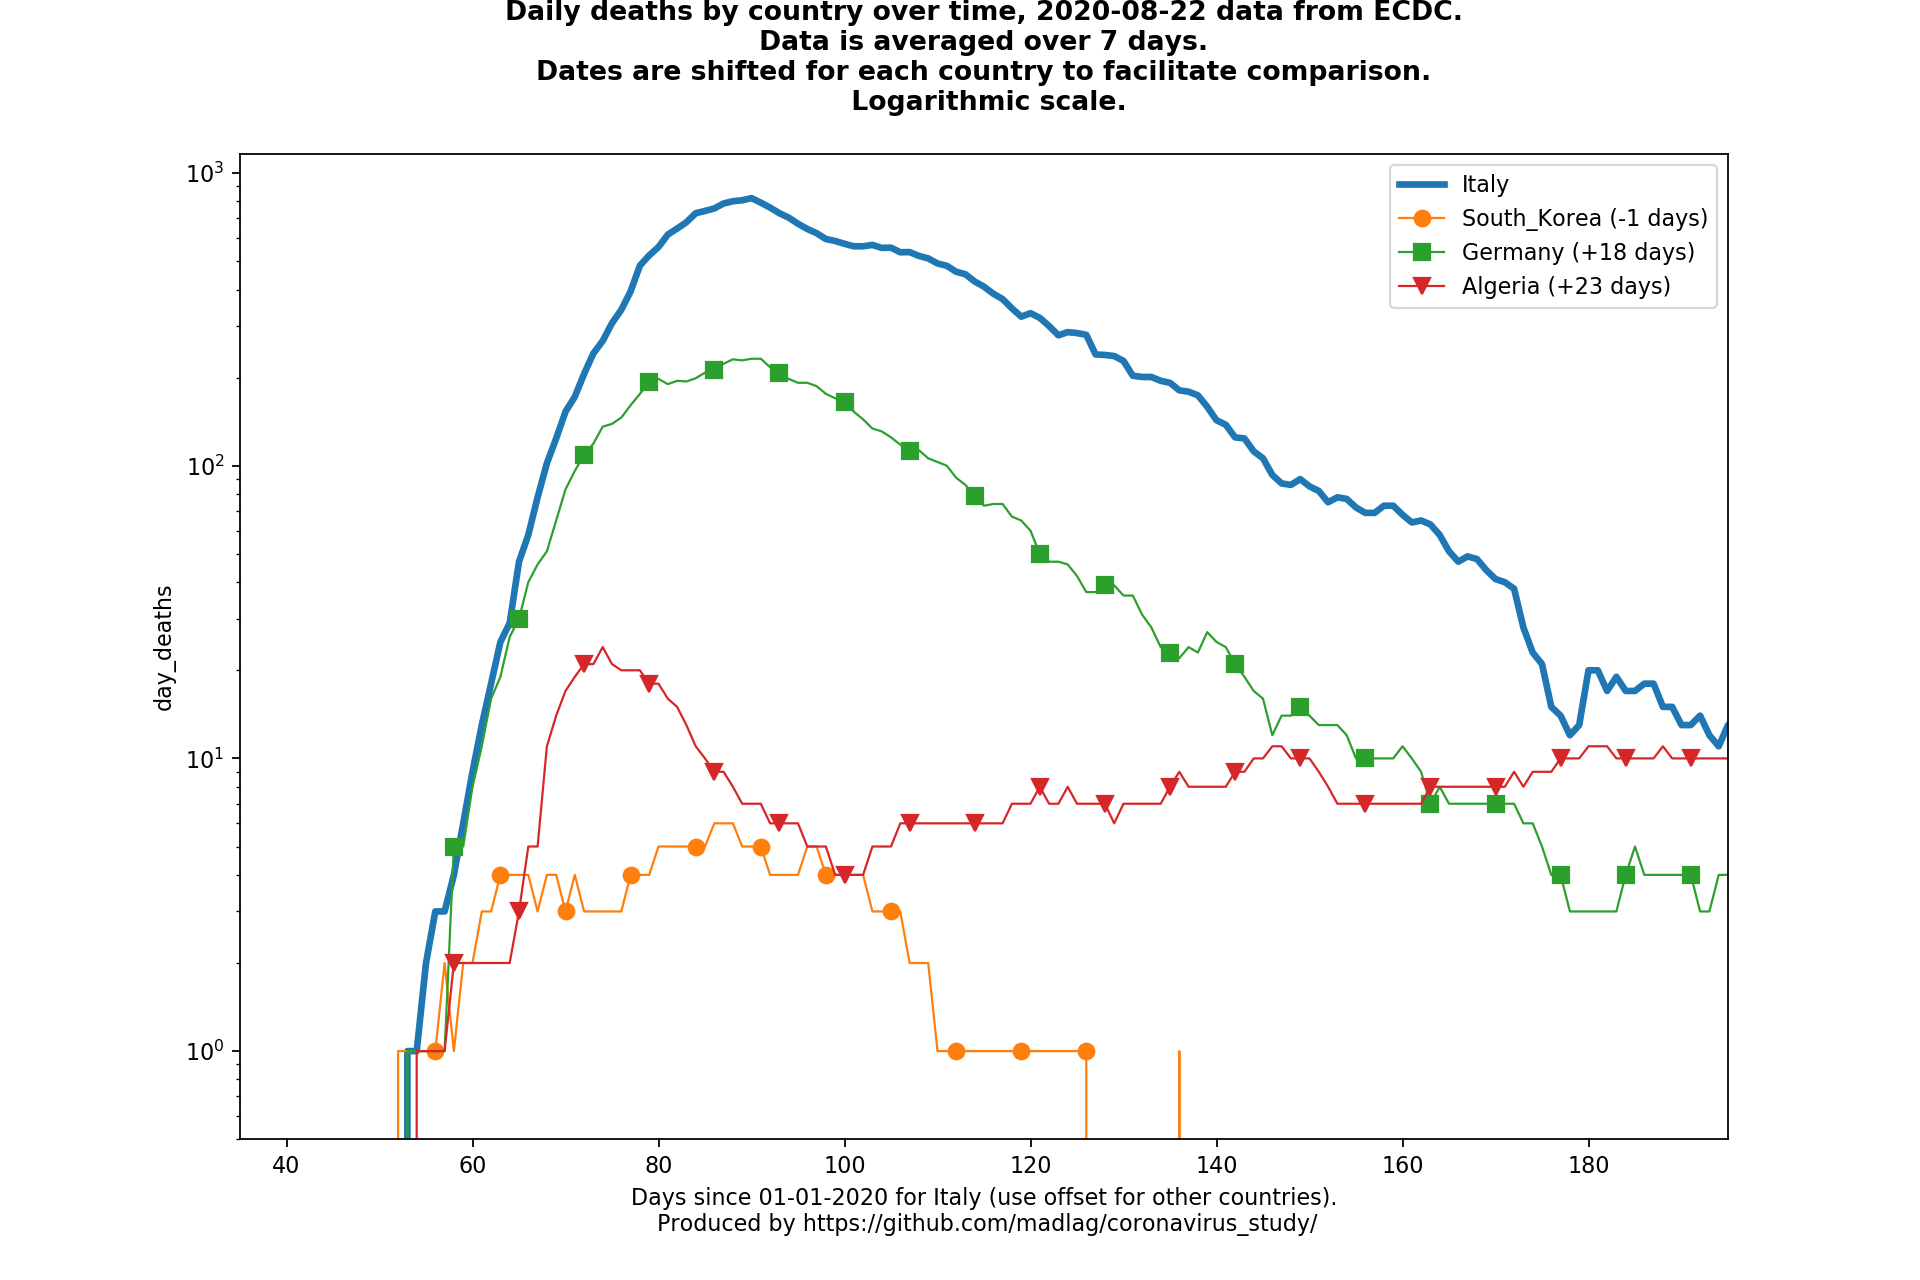 Daily deaths by country over time, 2020-08-22 data from ECDC.
Data is averaged over 7 days.
Dates are shifted for each country to facilitate comparison.
Logarithmic scale.
10³
10²
10¹
10⁰
day_deaths
Italy
South_Korea (-1 days)
Germany (+18 days)
Algeria (+23 days)
40 60 80 100 120 140 160 180
Days since 01-01-2020 for Italy (use offset for other countries).
Produced by https://github.com/madlag/coronavirus_study/